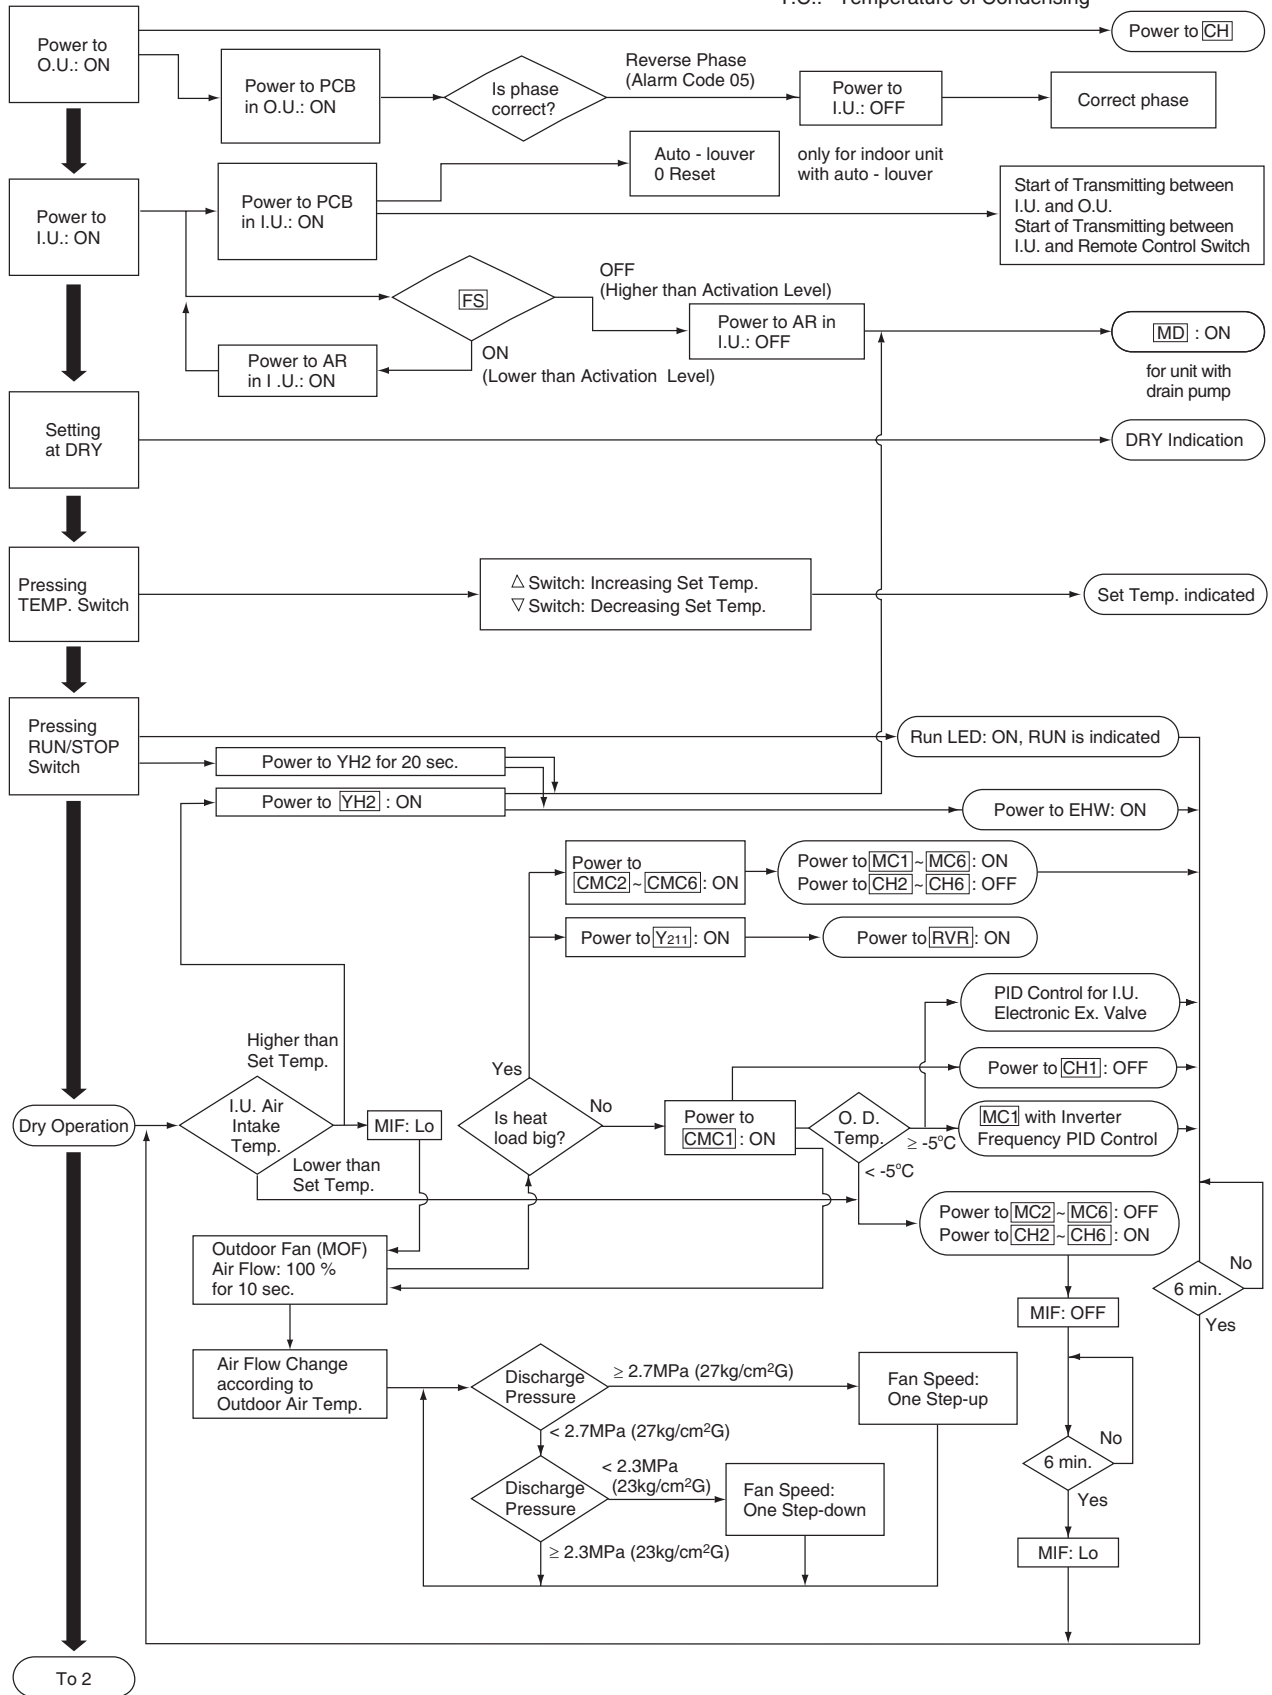 T.C.: Temperature of Condensing
Power to
O.U.: ON
Power to CH
Power to PCB
in O.U.: ON
Is phase
correct?
Reverse Phase
(Alarm Code 05)
Power to
I.U.: OFF
Correct phase
Power to
I.U.: ON
Power to PCB
in I.U.: ON
Auto - louver
0 Reset
only for indoor unit
with auto - louver
Start of Transmitting between
I.U. and O.U.
Start of Transmitting between
I.U. and Remote Control Switch
FS
OFF
(Higher than Activation Level)
Power to AR in
I.U.: OFF
MD : ON
for unit with
drain pump
Power to AR
in I .U.: ON
ON
(Lower than Activation Level)
Setting
at DRY
DRY Indication
Pressing
TEMP. Switch
△ Switch: Increasing Set Temp.
▽ Switch: Decreasing Set Temp.
Set Temp. indicated
Pressing
RUN/STOP
Switch
Run LED: ON, RUN is indicated
Power to YH2 for 20 sec.
Power to YH2 : ON
Power to EHW: ON
Power to
CMC2 ~ CMC6 : ON
Power to MC1 ~ MC6 : ON
Power to CH2 ~ CH6 : OFF
Power to Y211 : ON
Power to RVR : ON
PID Control for I.U.
Electronic Ex. Valve
Higher than
Set Temp.
Yes
Power to CH1 : OFF
Dry Operation
I.U. Air
Intake
Temp.
MIF: Lo
Is heat
load big?
No
Power to
CMC1 : ON
O. D.
Temp.
≥ -5°C
MC1 with Inverter
Frequency PID Control
Lower than
Set Temp.
< -5°C
Power to MC2 ~ MC6 : OFF
Power to CH2 ~ CH6 : ON
Outdoor Fan (MOF)
Air Flow: 100 %
for 10 sec.
No
6 min.
Yes
MIF: OFF
Air Flow Change
according to
Outdoor Air Temp.
Discharge
Pressure
≥ 2.7MPa (27kg/cm²G)
Fan Speed:
One Step-up
< 2.7MPa (27kg/cm²G)
No
6 min.
Yes
Discharge
Pressure
< 2.3MPa
(23kg/cm²G)
Fan Speed:
One Step-down
≥ 2.3MPa (23kg/cm²G)
MIF: Lo
To 2